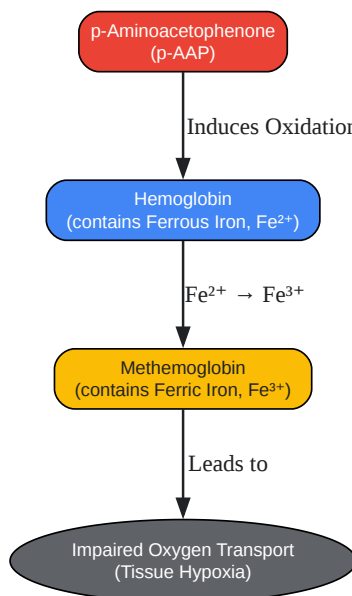 p-Aminoacetophenone
(p-AAP)
Induces Oxidation
Hemoglobin
(contains Ferrous Iron, Fe²⁺)
Fe²⁺ → Fe³⁺
Methemoglobin
(contains Ferric Iron, Fe³⁺)
Leads to
Impaired Oxygen Transport
(Tissue Hypoxia)